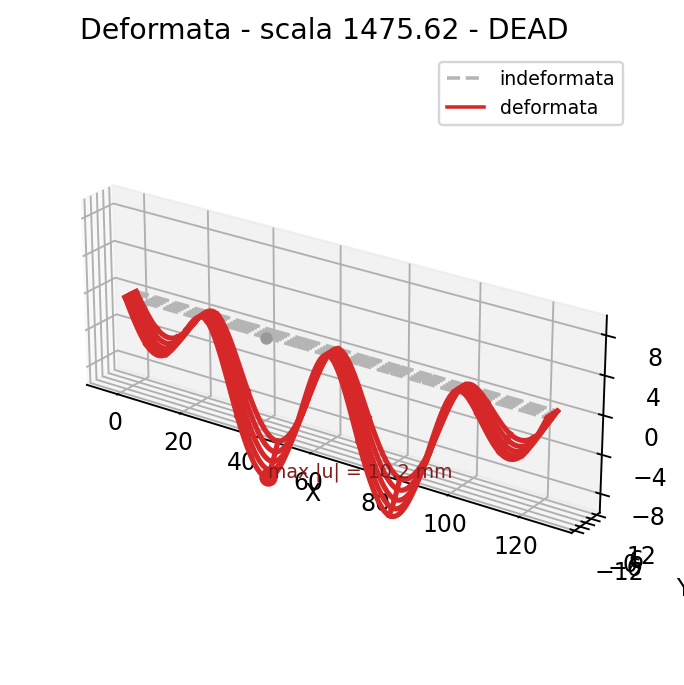 Deformata - scala 1475.62 - DEAD
indeformata
deformata
8
4
0
−4
−8
0
20
40
60
80
100
120
max |u| = 10.2 mm
X
12
−12
Y